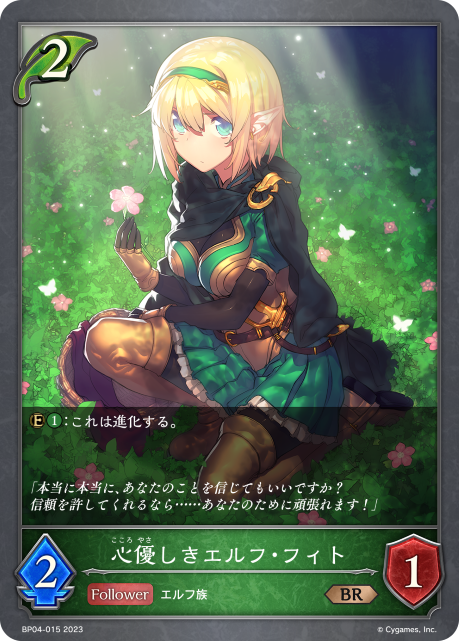 2
E 1:これは進化する。
「本当に本当に、あなたのことを信じてもいいですか?
信頼を許してくれるなら……あなたのために頑張れます!」
こころ やさ
心優しきエルフ・フィト
2
Follower エルフ族 BR
1
BP04-015 2023 © Cygames, Inc.